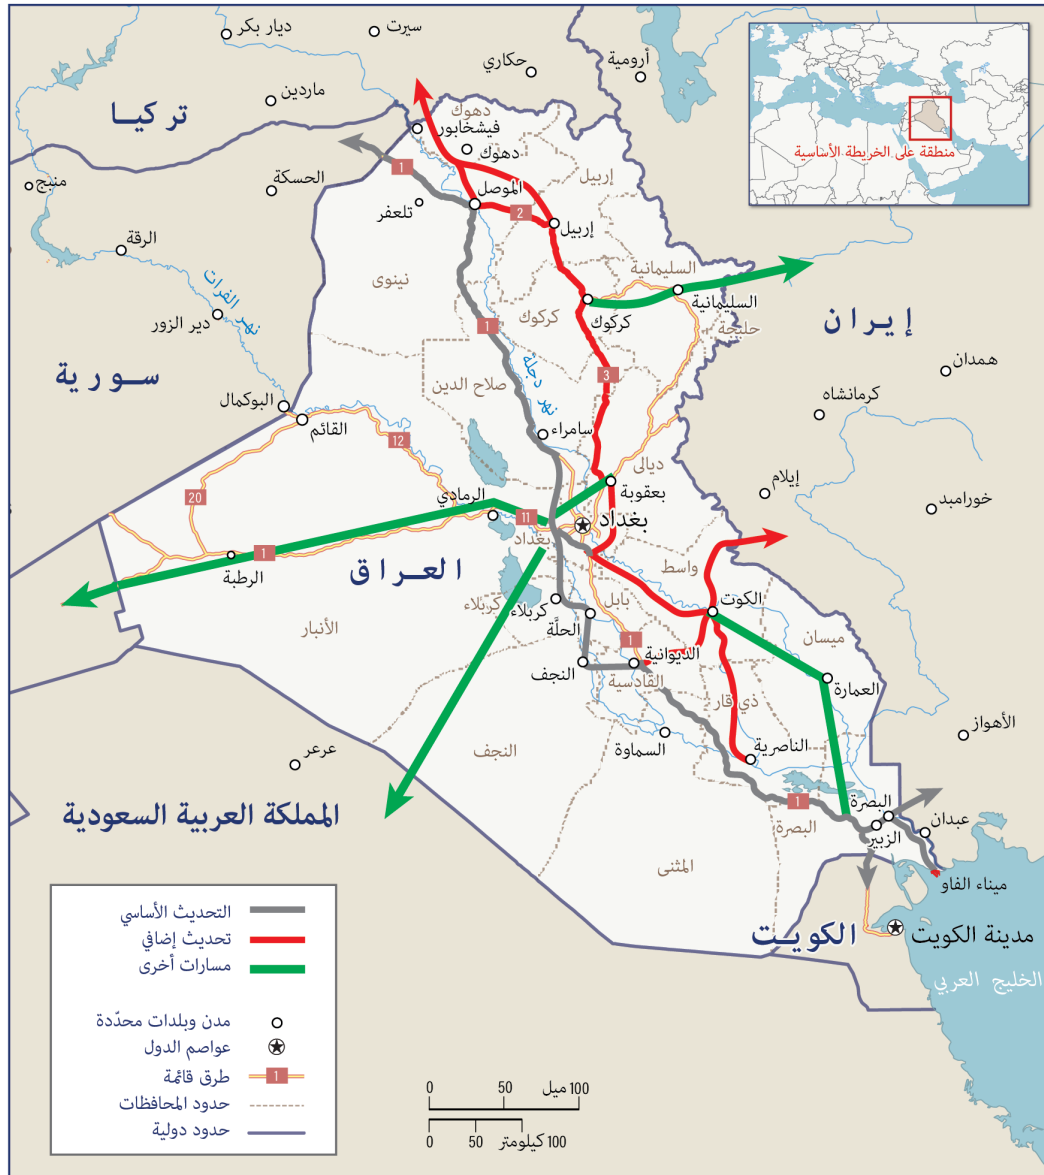 ديار بكر
سيرت
أرومية
حكاري
ماردين
تركيا
دهوك
فيشخابور
دهوك
إربيل
منبج
الحسكة
1
الموصل
تلعفر
2
إربيل
الرقة
نهر الفرات
دير الزور
نينوى
السليمانية
السليمانية
كركوك
كركوك
حلبجة
إيران
1
نهر دجلة
سورية
صلاح الدين
3
همدان
كرمانشاه
البوكمال
القائم
12
سامراء
ديالى
بعقوبة
إيلام
خورامبد
20
الرمادي
11
بغداد
بغداد
1
الرطبة
العراق
واسط
كربلاء
كربلاء
بابل
الكوت
الحلَّة
الأنبار
1
ميسان
النجف
الديوانية
القادسية
العمارة
ذي قار
النجف
السماوة
الناصرية
الأهواز
عرعر
المملكة العربية السعودية
1
البصرة
البصرة
الزبير
عبدان
المثنى
ميناء الفاو
الكويت
مدينة الكويت
الخليج العربي
منطقة على الخريطة الأساسية
التحديث الأساسي
تحديث إضافي
مسارات أخرى
مدن وبلدات محدّدة
عواصم الدول
طرق قائمة
1
حدود المحافظات
حدود دولية
0 50 100 ميل
0 50 100 كيلومتر